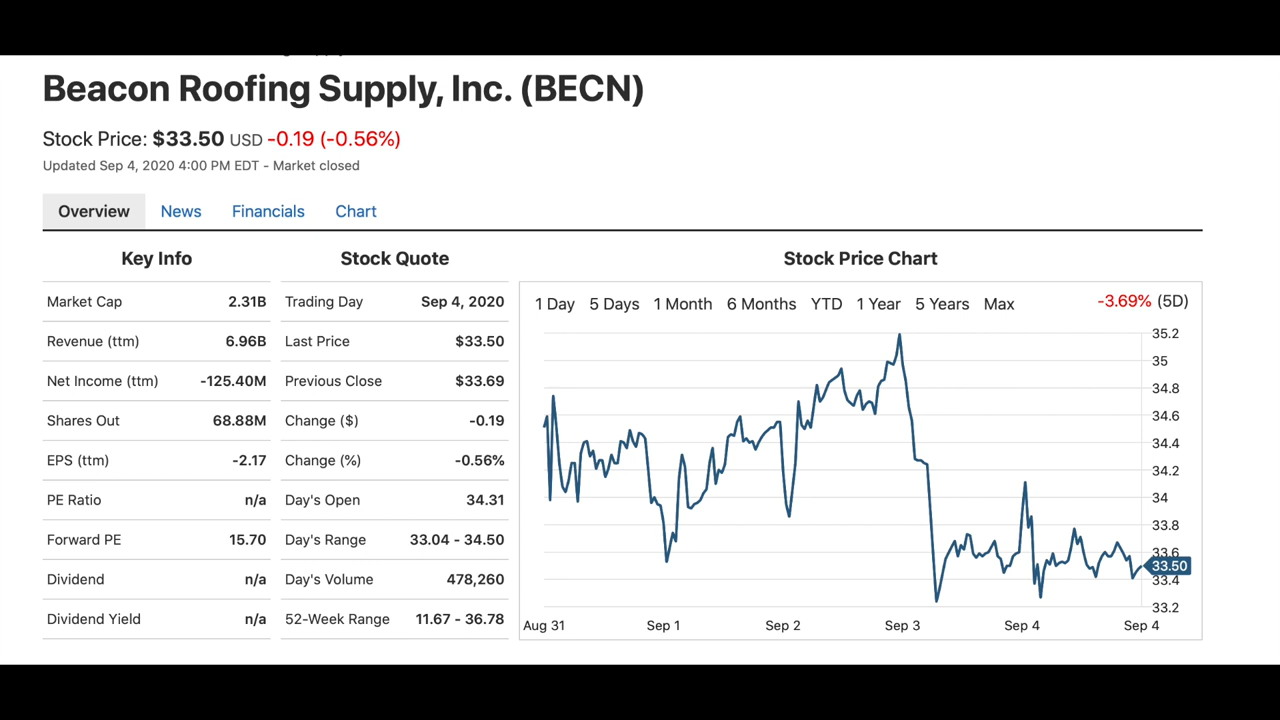 Beacon Roofing Supply, Inc. (BECN)
Stock Price: $33.50 USD -0.19 (-0.56%)
Updated Sep 4, 2020 4:00 PM EDT - Market closed
Overview News Financials Chart
Key Info
Market Cap 2.31B
Revenue (ttm) 6.96B
Net Income (ttm) -125.40M
Shares Out 68.88M
EPS (ttm) -2.17
PE Ratio n/a
Forward PE 15.70
Dividend n/a
Dividend Yield n/a
Stock Quote
Trading Day Sep 4, 2020
Last Price $33.50
Previous Close $33.69
Change ($) -0.19
Change (%) -0.56%
Day's Open 34.31
Day's Range 33.04 - 34.50
Day's Volume 478,260
52-Week Range 11.67 - 36.78
Stock Price Chart
1 Day 5 Days 1 Month 6 Months YTD 1 Year 5 Years Max -3.69% (5D)
35.2
35
34.8
34.6
34.4
34.2
34
33.8
33.6
33.50
33.4
33.2
Aug 31 Sep 1 Sep 2 Sep 3 Sep 4 Sep 4